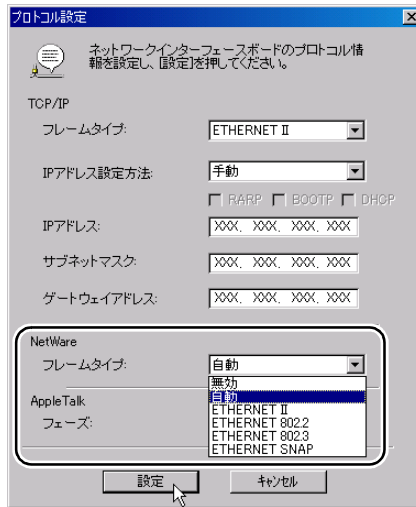 プロトコル設定
ネットワークインターフェースボードのプロトコル情
報を設定し、[設定]を押してください。
TCP/IP
フレームタイプ: ETHERNET II
IPアドレス設定方法: 手動
RARP BOOTP DHCP
IPアドレス: XXX. XXX. XXX. XXX
サブネットマスク: XXX. XXX. XXX. XXX
ゲートウェイアドレス: XXX. XXX. XXX. XXX
NetWare
フレームタイプ: 自動
無効
自動
AppleTalk
ETHERNET II
フェーズ: ETHERNET 802.2
ETHERNET 802.3
ETHERNET SNAP
設定 キャンセル